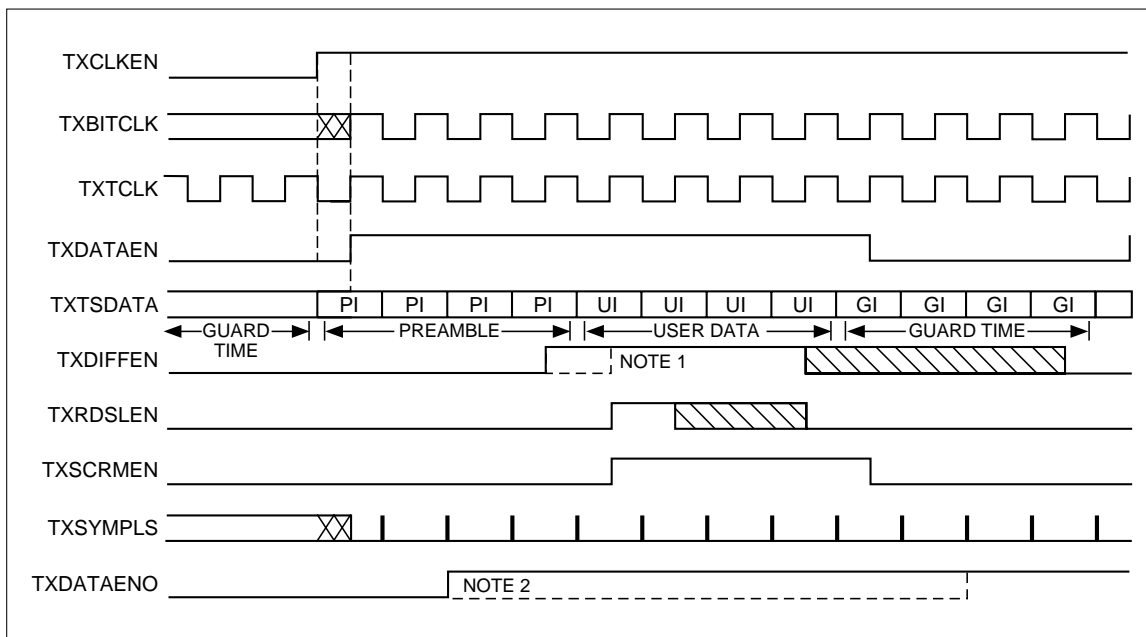 TXCLKEN
TXBITCLK
TXTCLK
TXDATAEN
TXTSDATA PI PI PI PI UI UI UI UI GI GI GI GI
GUARD TIME PREAMBLE USER DATA GUARD TIME
TXDIFFEN NOTE 1
TXRDSLEN
TXSCRMEN
TXSYMPLS
TXDATAENO NOTE 2